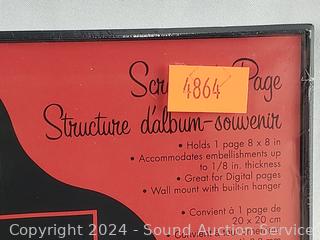 Page
4864
Structure d'album-souvenir
• Holds 1 page 8 x 8 in
• Accommodates embellishments up
to 1/8 in. thickness
• Great for Digital pages
• Wall mount with built-in hanger
• Convient à 1 page de
20 x 20 cm
Copyright 2024 - Sound Auction Service